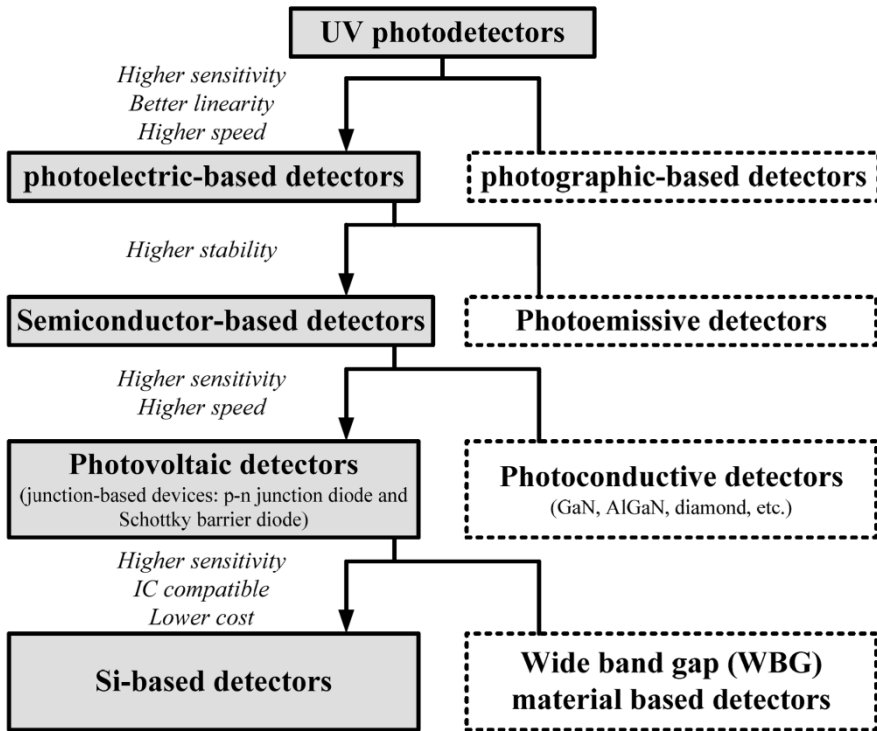 UV photodetectors
Higher sensitivity
Better linearity
Higher speed
photoelectric-based detectors
photographic-based detectors
Higher stability
Semiconductor-based detectors
Photoemissive detectors
Higher sensitivity
Higher speed
Photovoltaic detectors
(junction-based devices: p-n junction diode and
Schottky barrier diode)
Photoconductive detectors
(GaN, AlGaN, diamond, etc.)
Higher sensitivity
IC compatible
Lower cost
Si-based detectors
Wide band gap (WBG)
material based detectors